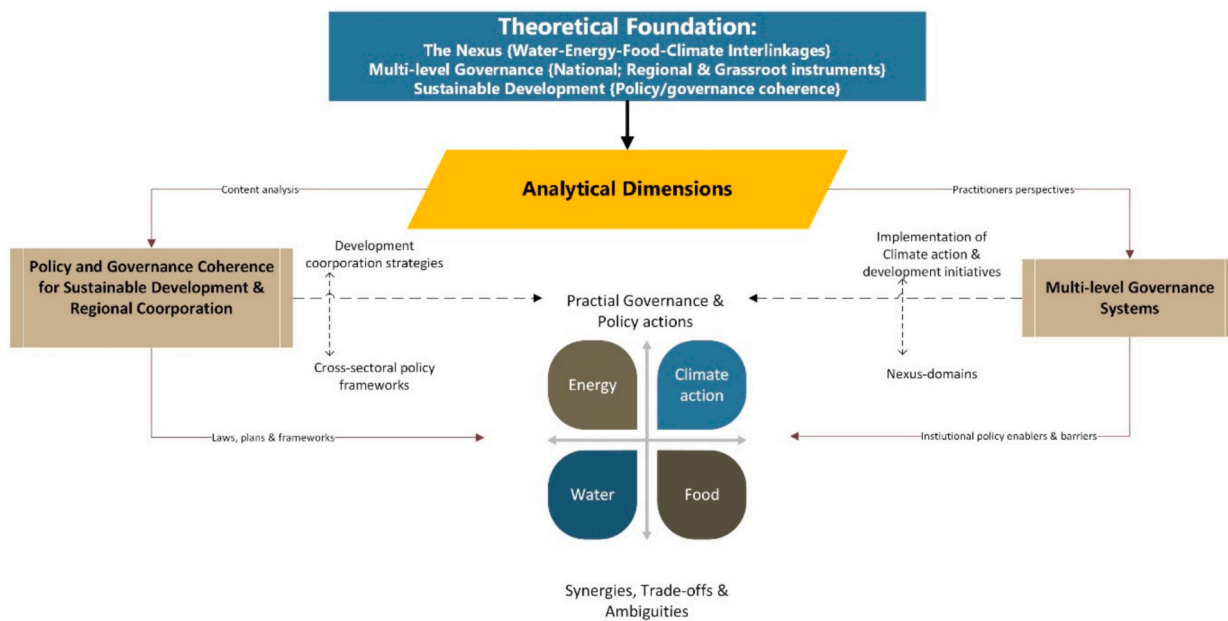 Theoretical Foundation:
The Nexus {Water-Energy-Food-Climate Interlinkages}
Multi-level Governance {National; Regional & Grassroot instruments}
Sustainable Development {Policy/governance coherence}
Analytical Dimensions
Content analysis
Practitioners perspectives
Policy and Governance Coherence
for Sustainable Development &
Regional Coorporation
Development
coorporation strategies
Cross-sectoral policy
frameworks
Implementation of
Climate action &
development initiatives
Nexus-domains
Multi-level Governance
Systems
Practial Governance &
Policy actions
Energy
Climate
action
Water
Food
Laws, plans & frameworks
Instiutional policy enablers & barriers
Synergies, Trade-offs &
Ambiguities